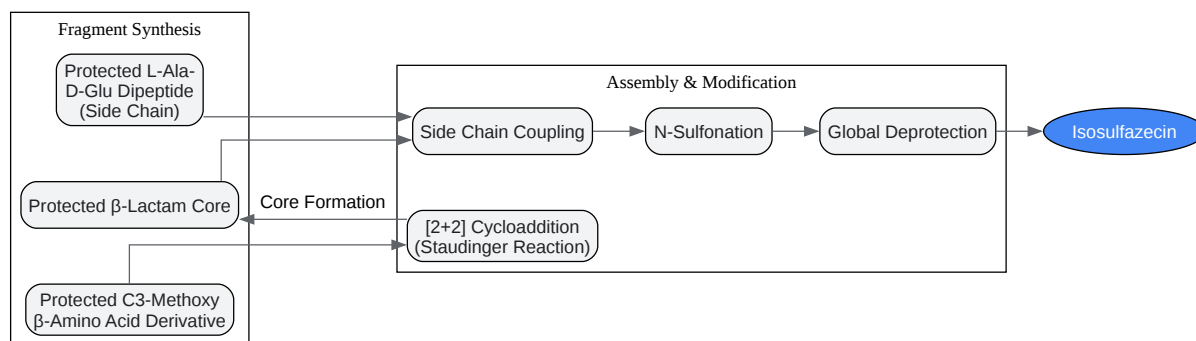 Fragment Synthesis
Protected L-Ala-
D-Glu Dipeptide
(Side Chain)
Protected β-Lactam Core
Protected C3-Methoxy
β-Amino Acid Derivative
Core Formation
Assembly & Modification
Side Chain Coupling
N-Sulfonation
Global Deprotection
[2+2] Cycloaddition
(Staudinger Reaction)
Isosulfazecin